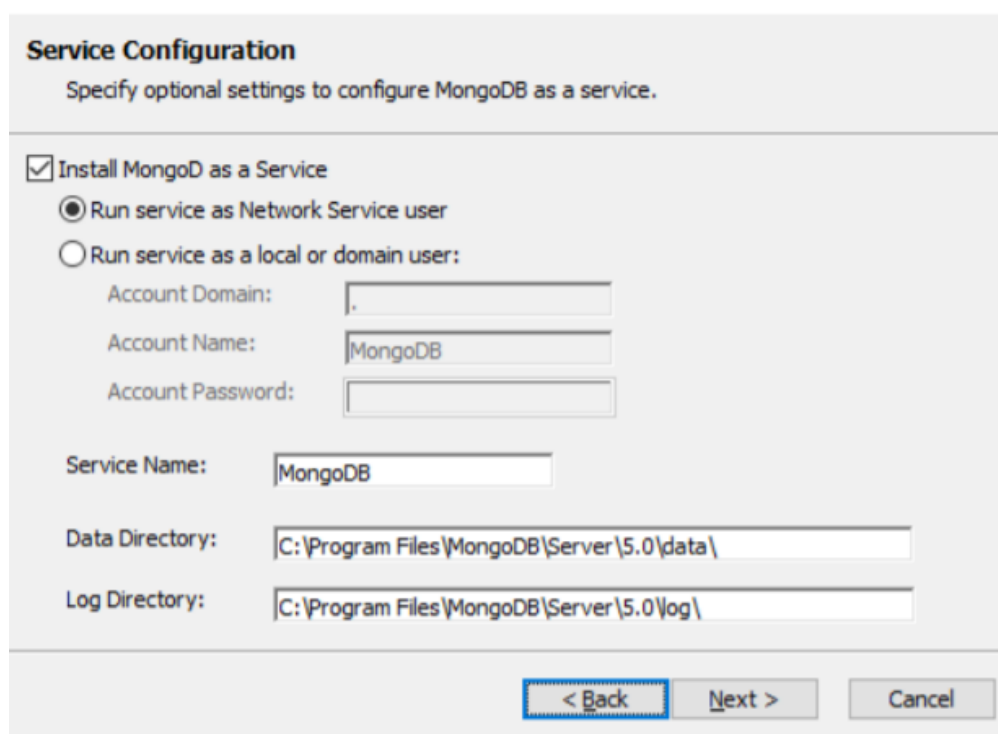 Service Configuration
Specify optional settings to configure MongoDB as a service.
Install MongoD as a Service
Run service as Network Service user
Run service as a local or domain user:
Account Domain: .
Account Name: MongoDB
Account Password:
Service Name: MongoDB
Data Directory: C:\Program Files\MongoDB\Server\5.0\data\
Log Directory: C:\Program Files\MongoDB\Server\5.0\log\
< Back Next > Cancel